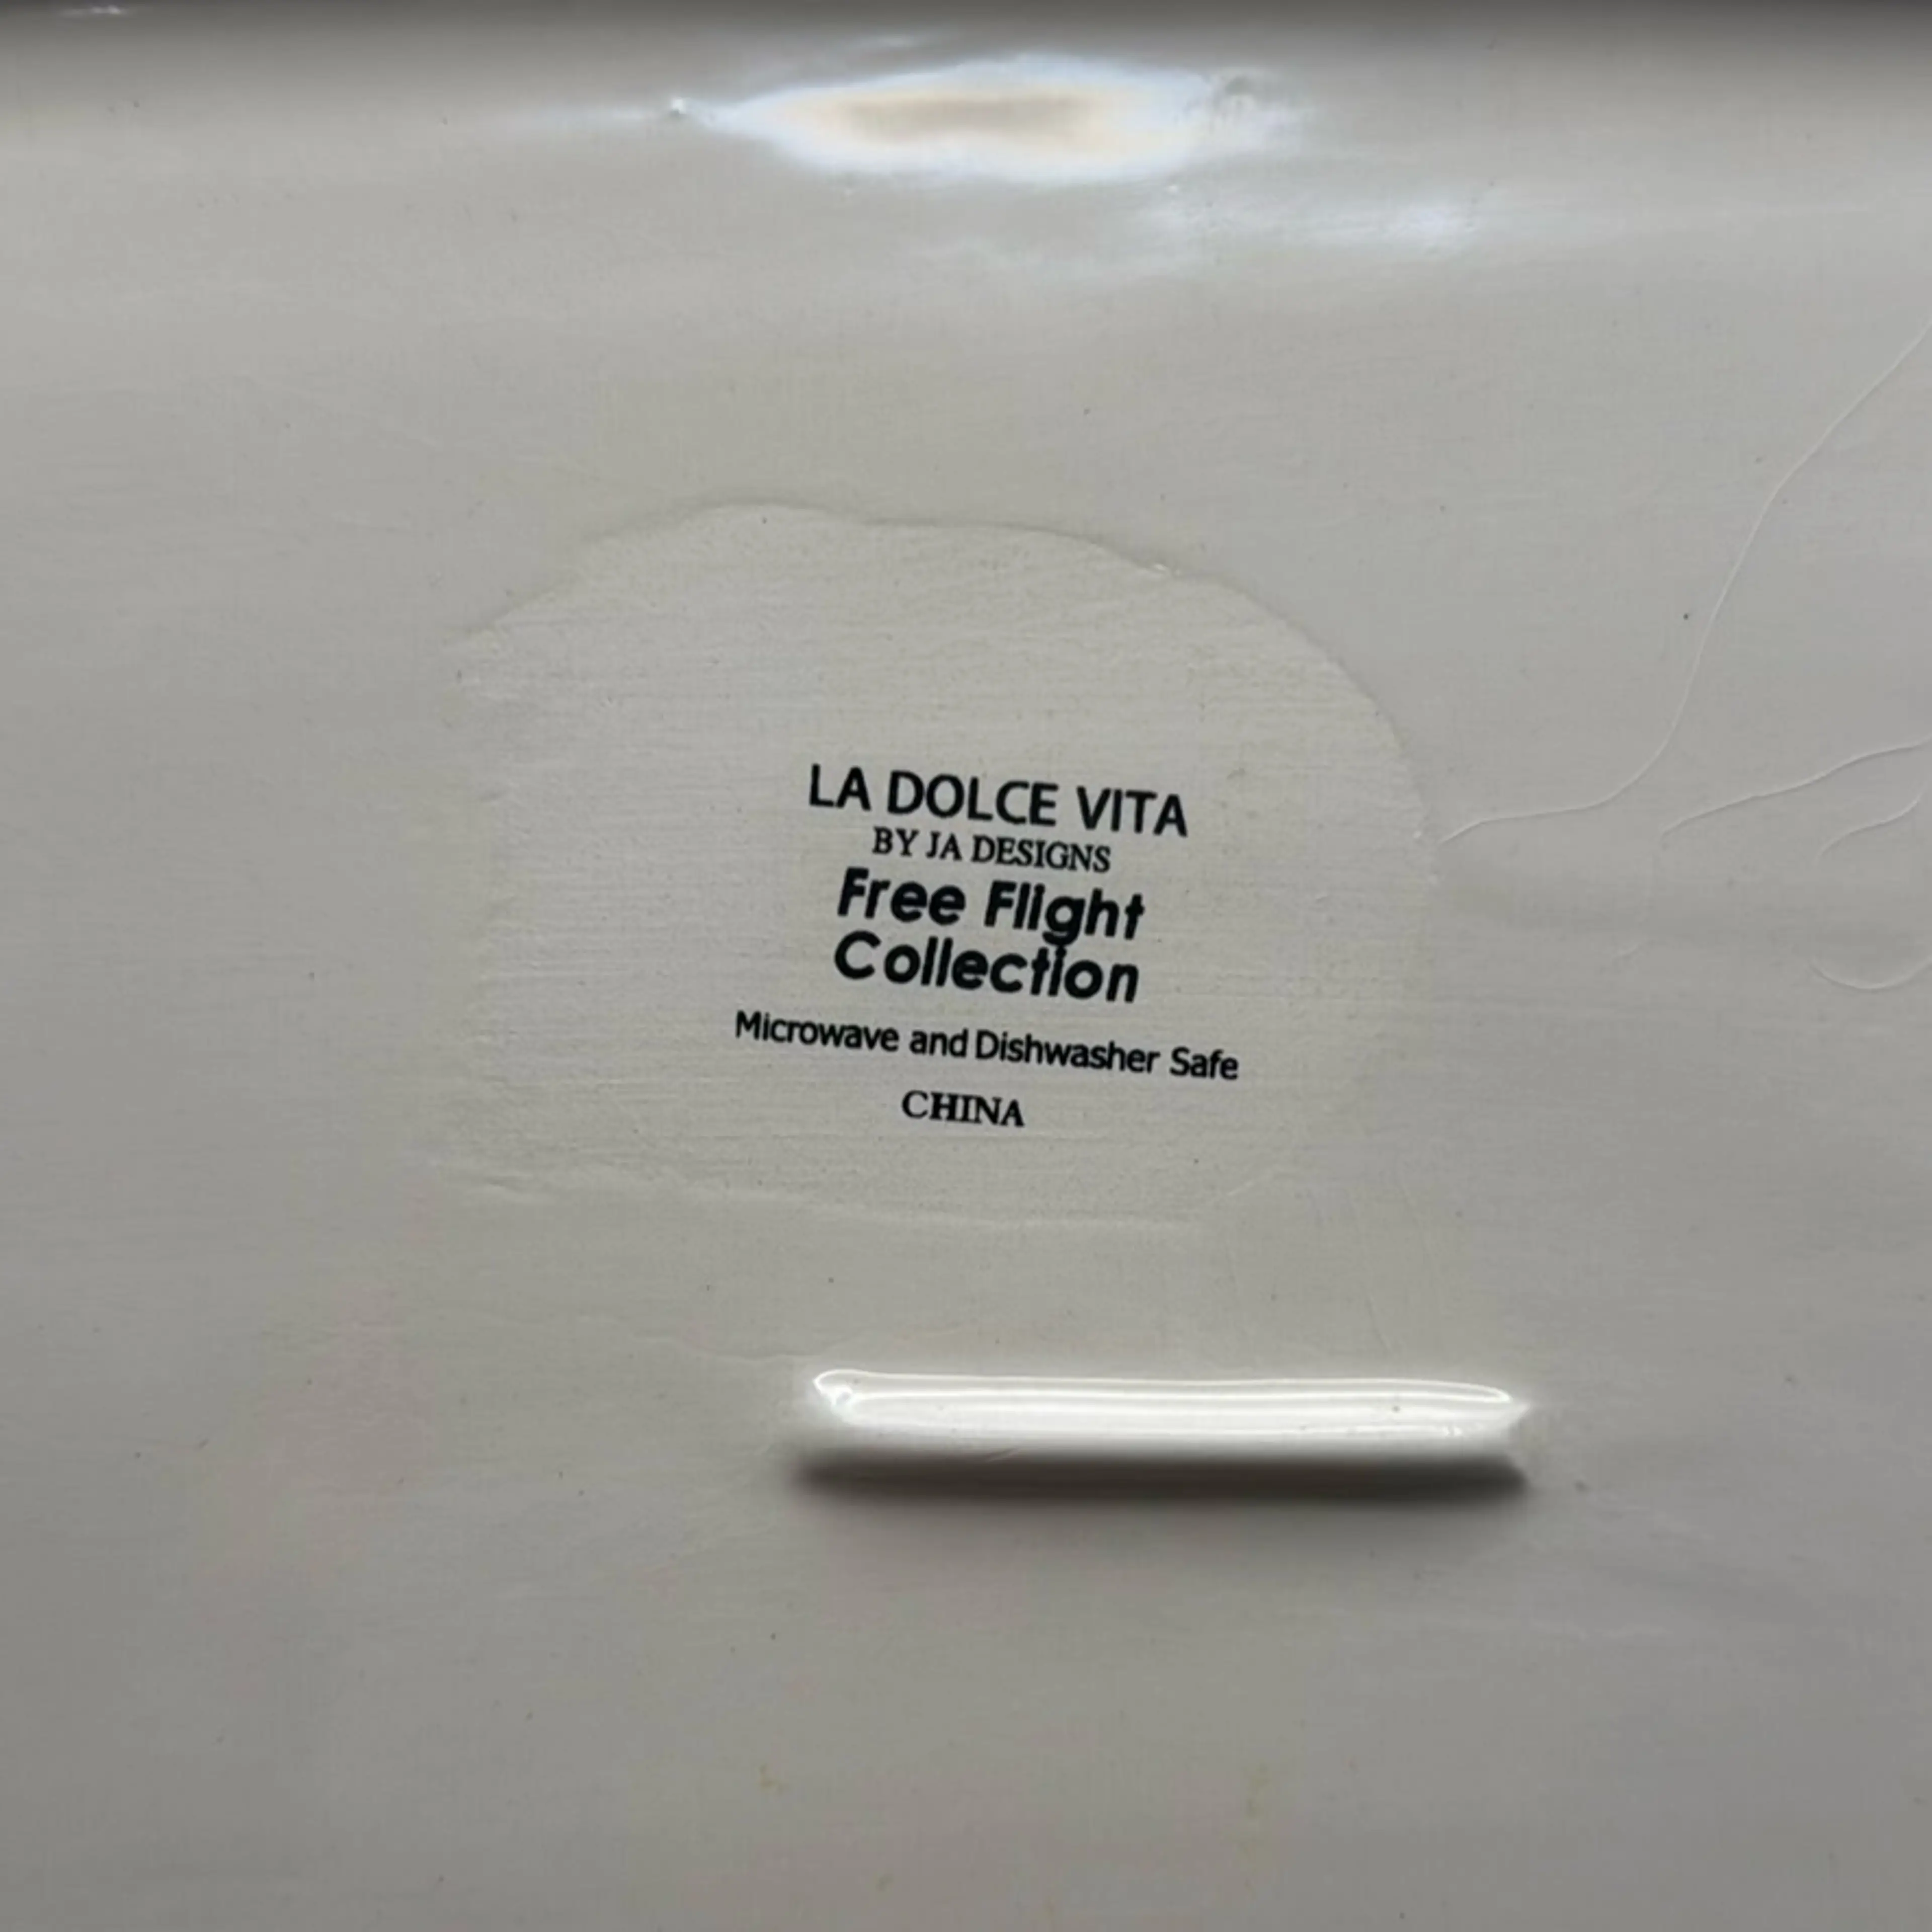 LA DOLCE VITA
BY JA DESIGNS
Free Flight
Collection
Microwave and Dishwasher Safe
CHINA